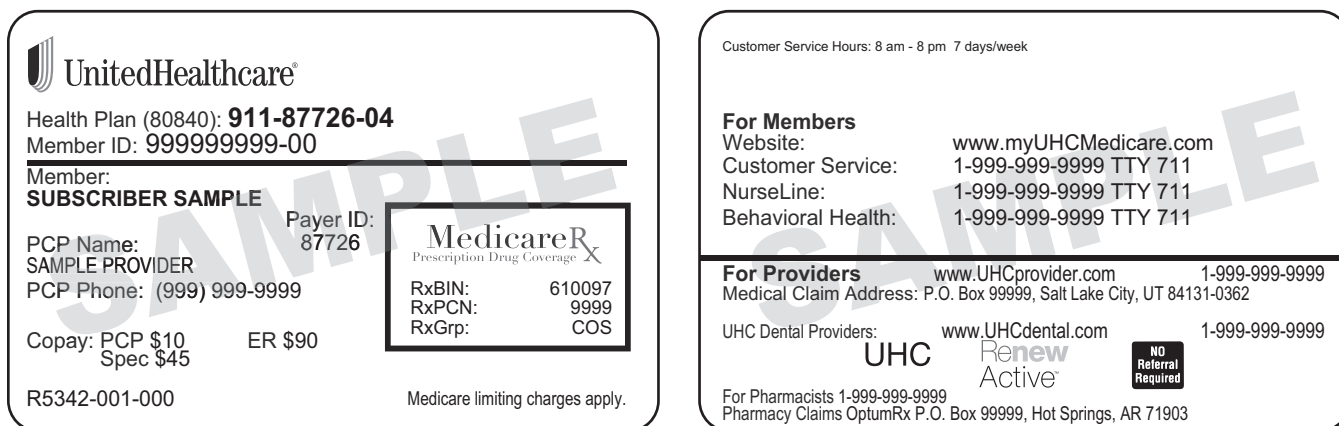 UnitedHealthcare®
Health Plan (80840): 911-87726-04
Member ID: 999999999-00
Member:
SUBSCRIBER SAMPLE
Payer ID:
87726
PCP Name:
SAMPLE PROVIDER
PCP Phone: (999) 999-9999
Copay: PCP $10 ER $90
Spec $45
MedicareRx
Prescription Drug Coverage
RxBIN: 610097
RxPCN: 9999
RxGrp: COS
R5342-001-000 Medicare limiting charges apply.
SAMPLE
Customer Service Hours: 8 am - 8 pm 7 days/week
For Members
Website: www.myUHCMedicare.com
Customer Service: 1-999-999-9999 TTY 711
NurseLine: 1-999-999-9999 TTY 711
Behavioral Health: 1-999-999-9999 TTY 711
For Providers www.UHCprovider.com 1-999-999-9999
Medical Claim Address: P.O. Box 99999, Salt Lake City, UT 84131-0362
UHC Dental Providers: www.UHCdental.com 1-999-999-9999
UHC
Renew
Active™
NO
Referral
Required
For Pharmacists 1-999-999-9999
Pharmacy Claims OptumRx P.O. Box 99999, Hot Springs, AR 71903
SAMPLE